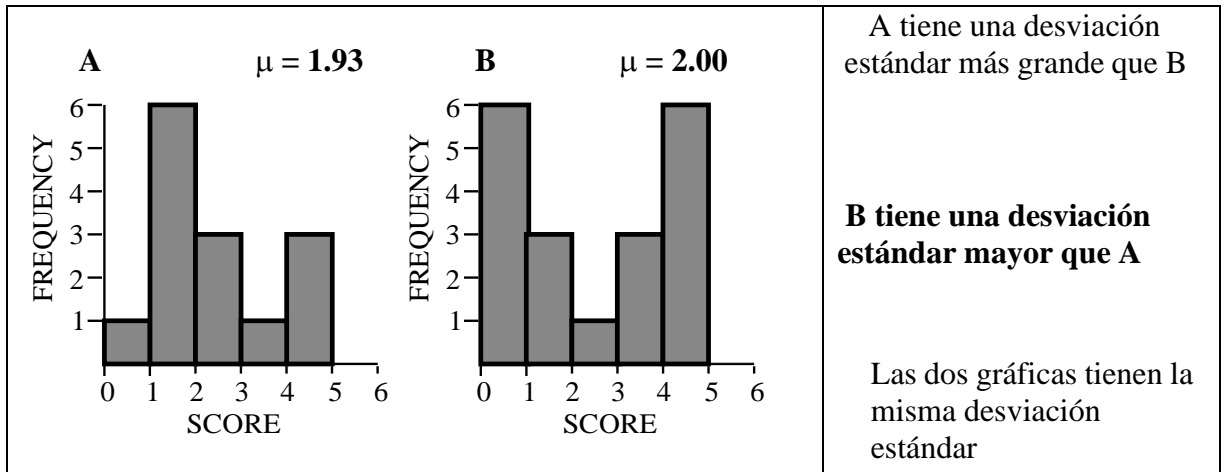 A μ = 1.93
FREQUENCY
6
5
4
3
2
1
0 1 2 3 4 5 6
SCORE
B μ = 2.00
FREQUENCY
6
5
4
3
2
1
0 1 2 3 4 5 6
SCORE
A tiene una desviación
estándar más grande que B
B tiene una desviación
estándar mayor que A
Las dos gráficas tienen la
misma desviación
estándar